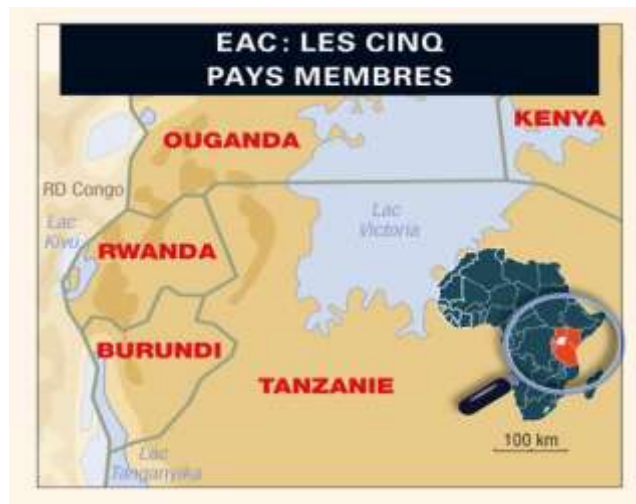 EAC : LES CINQ
PAYS MEMBRES
OUGANDA
KENYA
RD Congo
Lac
Kivu
Lac
Victoria
RWANDA
BURUNDI
TANZANIE
100 km
Lac
Tanganyika